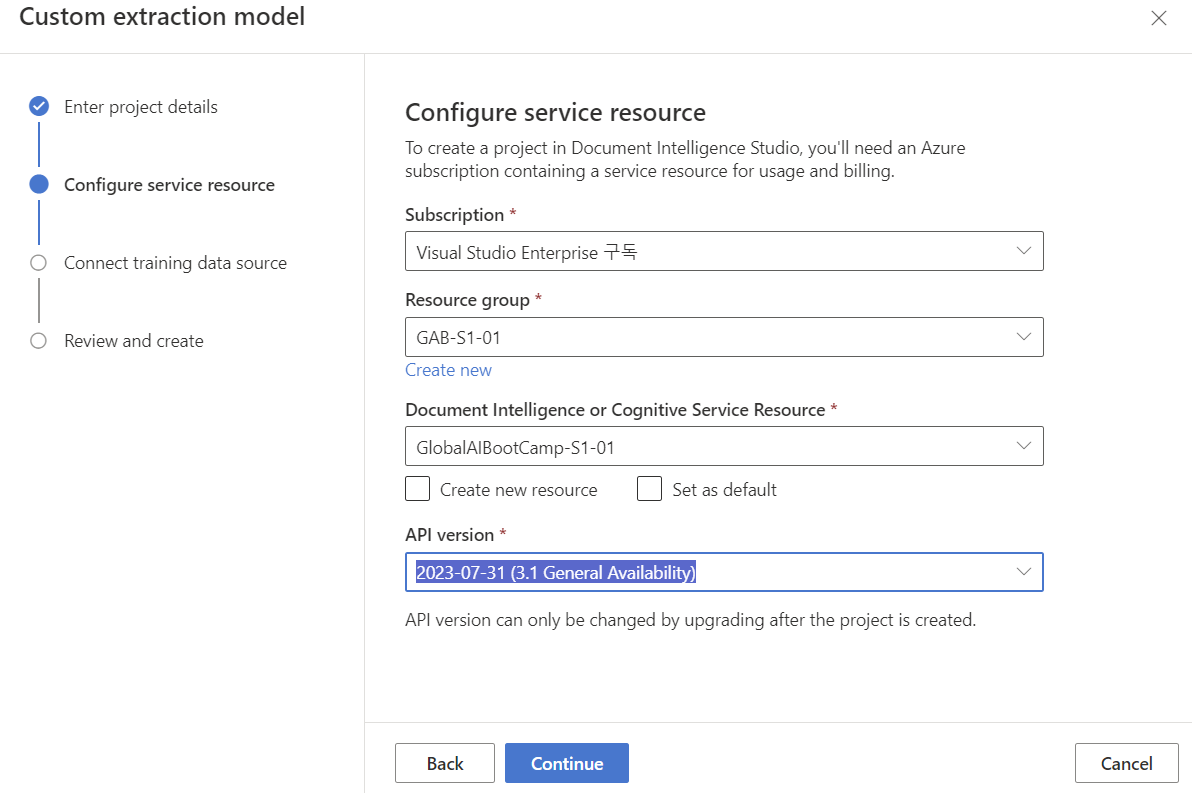 Custom extraction model
Enter project details
Configure service resource
Connect training data source
Review and create
Configure service resource
To create a project in Document Intelligence Studio, you'll need an Azure
subscription containing a service resource for usage and billing.
Subscription *
Visual Studio Enterprise 구독
Resource group *
GAB-S1-01
Create new
Document Intelligence or Cognitive Service Resource *
GlobalAIBootCamp-S1-01
Create new resource Set as default
API version *
2023-07-31 (3.1 General Availability)
API version can only be changed by upgrading after the project is created.
Back Continue Cancel